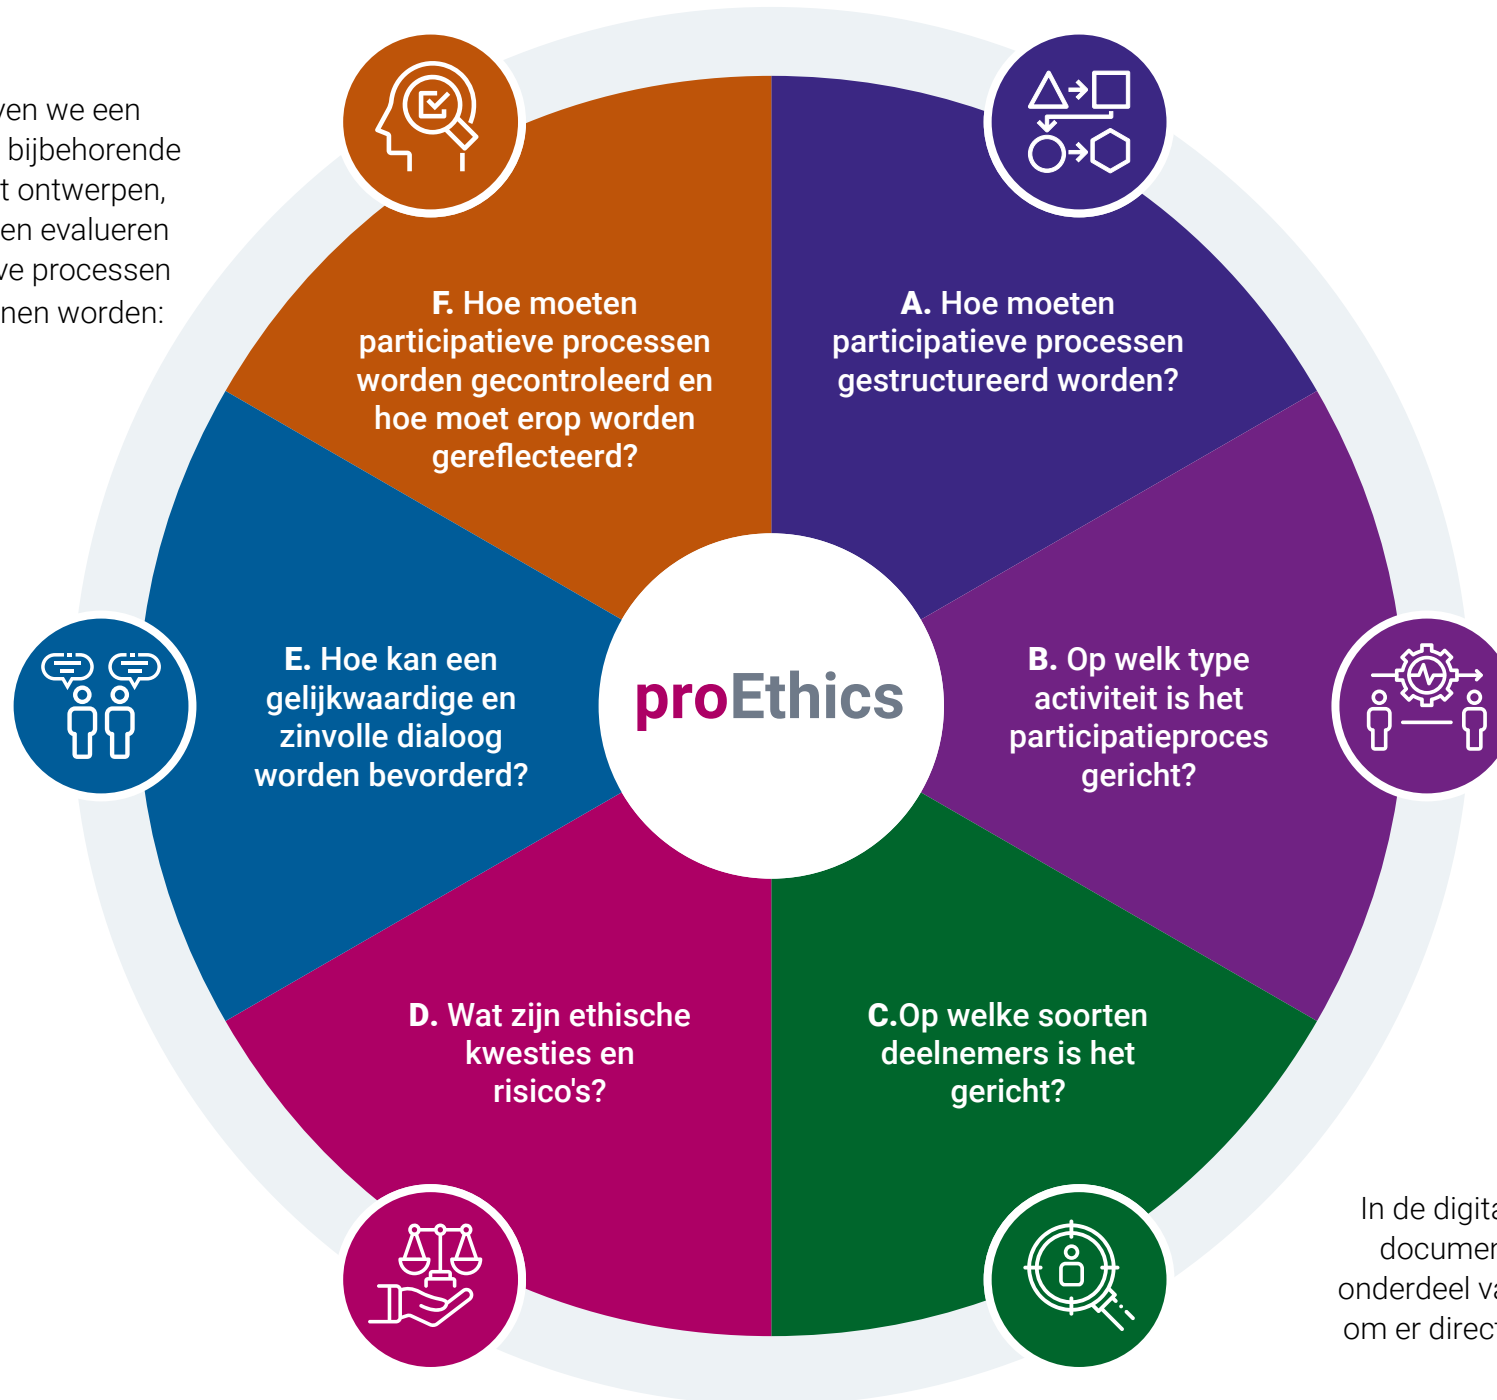 we een
bijbehorende
ontwerpen,
en evalueren
processen
worden:
F. Hoe moeten
participatieve processen
worden gecontroleerd en
hoe moet erop worden
gereflecteerd?
A. Hoe moeten
participatieve processen
gestructureerd worden?
E. Hoe kan een
gelijkwaardige en
zinvolle dialoog
worden bevorderd?
proEthics
B. Op welk type
activiteit is het
participatieproces
gericht?
D. Wat zijn ethische
kwesties en
risico's?
C.Op welke soorten
deelnemers is het
gericht?
In de
onderdeel
om er